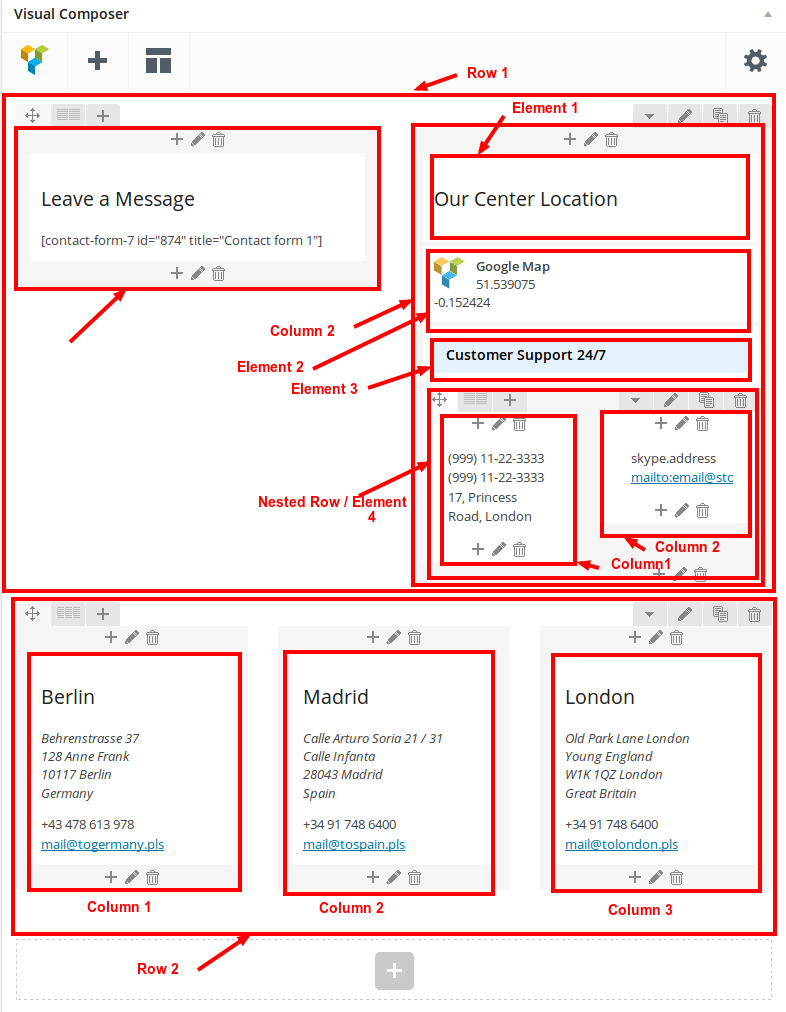 Visual Composer
Row 1
Element 1
Leave a Message
[contact-form-7 id="874" title="Contact form 1"]
Our Center Location
Google Map
51.539075
-0.152424
Column 2
Element 2
Customer Support 24/7
Element 3
Nested Row / Element
4
(999) 11-22-3333
(999) 11-22-3333
17, Princess
Road, London
skype.address
mailto:email@sto
Column 2
Column1
Berlin
Behrenstrasse 37
128 Anne Frank
10117 Berlin
Germany
+43 478 613 978
mail@togermany.pls
Column 1
Madrid
Calle Arturo Soria 21 / 31
Calle Infanta
28043 Madrid
Spain
+34 91 748 6400
mail@tospain.pls
Column 2
London
Old Park Lane London
Young England
W1K 1QZ London
Great Britain
+34 91 748 6400
mail@tolondon.pls
Column 3
Row 2